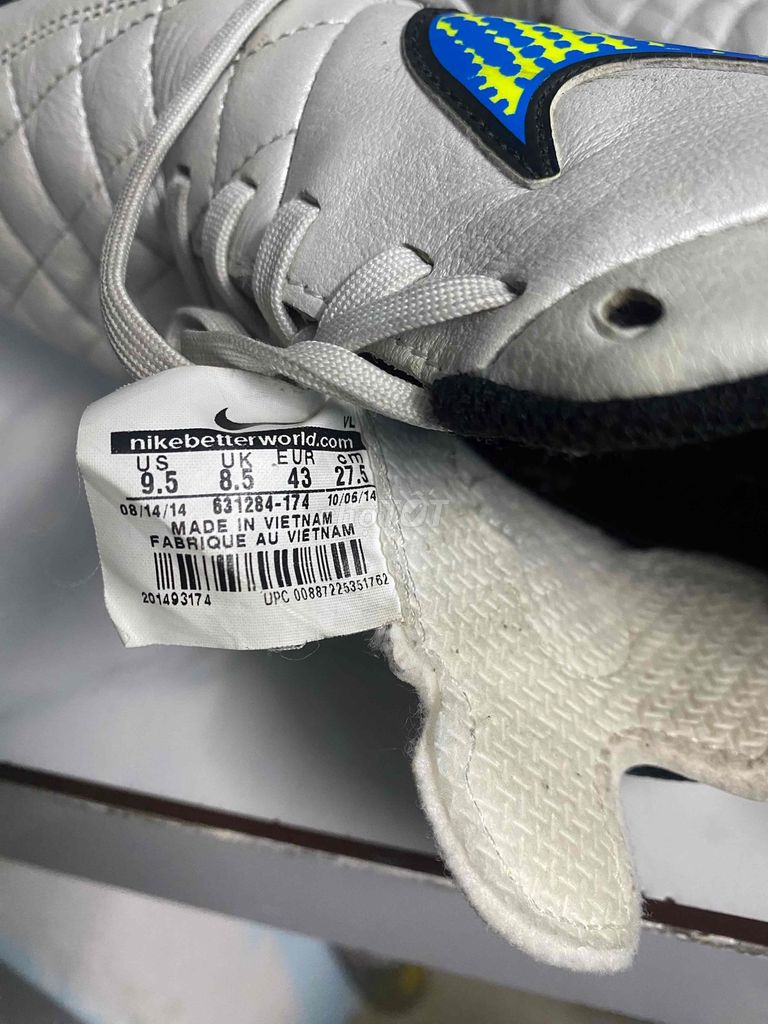 VL
nikebetterworld.com
US UK EUR cm
9.5 8.5 43 27.5
08/14/14 631284-174 10/06/14
MADE IN VIETNAM
FABRIQUE AU VIETNAM
201493174 UPC 00887225351762